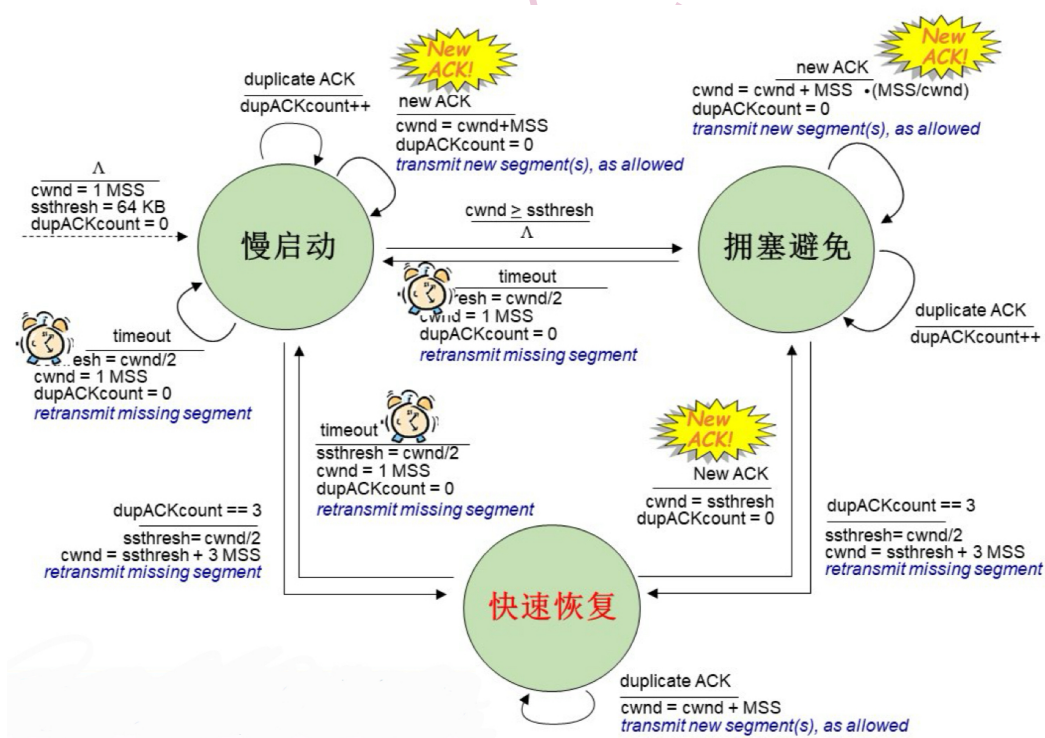 New
ACK!
duplicate ACK
dupACKcount++
new ACK
cwnd = cwnd+MSS
dupACKcount = 0
transmit new segment(s), as allowed
New
ACK!
new ACK
cwnd = cwnd + MSS •(MSS/cwnd)
dupACKcount = 0
transmit new segment(s), as allowed
Λ
cwnd = 1 MSS
ssthresh = 64 KB
dupACKcount = 0
慢启动
cwnd ≥ ssthresh
Λ
拥塞避免
timeout
resh = cwnd/2
cwnd = 1 MSS
dupACKcount = 0
retransmit missing segment
duplicate ACK
dupACKcount++
timeout
esh = cwnd/2
cwnd = 1 MSS
dupACKcount = 0
retransmit missing segment
timeout
ssthresh = cwnd/2
cwnd = 1 MSS
dupACKcount = 0
retransmit missing segment
New
ACK!
New ACK
cwnd = ssthresh
dupACKcount = 0
dupACKcount == 3
ssthresh= cwnd/2
cwnd = ssthresh + 3 MSS
retransmit missing segment
dupACKcount == 3
ssthresh= cwnd/2
cwnd = ssthresh + 3 MSS
retransmit missing segment
快速恢复
duplicate ACK
cwnd = cwnd + MSS
transmit new segment(s), as allowed